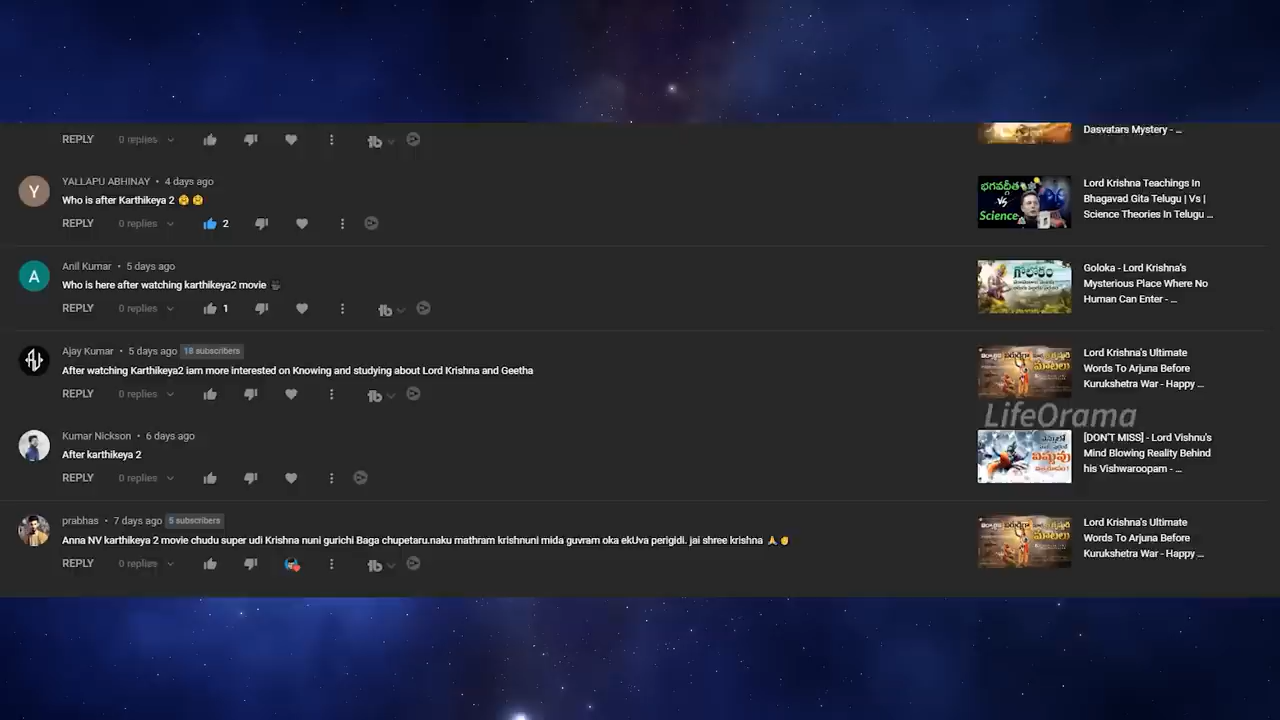 REPLY 0 replies
Dasvatars Mystery - ...
Y
YALLAPU ABHINAY • 4 days ago
Who is after Karthikeya 2
REPLY 0 replies 2
భగవద్గీత
Vs
Science
Lord Krishna Teachings In
Bhagavad Gita Telugu | Vs |
Science Theories In Telugu ...
A
Anil Kumar • 5 days ago
Who is here after watching karthikeya2 movie
REPLY 0 replies 1
గోలోకం
Goloka - Lord Krishna's
Mysterious Place Where No
Human Can Enter - ...
Ajay Kumar • 5 days ago 18 subscribers
After watching Karthikeya2 iam more interested on Knowing and studying about Lord Krishna and Geetha
REPLY 0 replies
మాటలు
Lord Krishna's Ultimate
Words To Arjuna Before
Kurukshetra War - Happy ...
LifeOrama
Kumar Nickson • 6 days ago
After karthikeya 2
REPLY 0 replies
విష్ణువు
[DON'T MISS] - Lord Vishnu's
Mind Blowing Reality Behind
his Vishwaroopam - ...
prabhas • 7 days ago 5 subscribers
Anna NV karthikeya 2 movie chudu super udi Krishna nuni gurichi Baga chupetaru.naku mathram krishnuni mida guvram oka ekUva perigidi. jai shree krishna 🙏
REPLY 0 replies
మాటలు
Lord Krishna's Ultimate
Words To Arjuna Before
Kurukshetra War - Happy ...